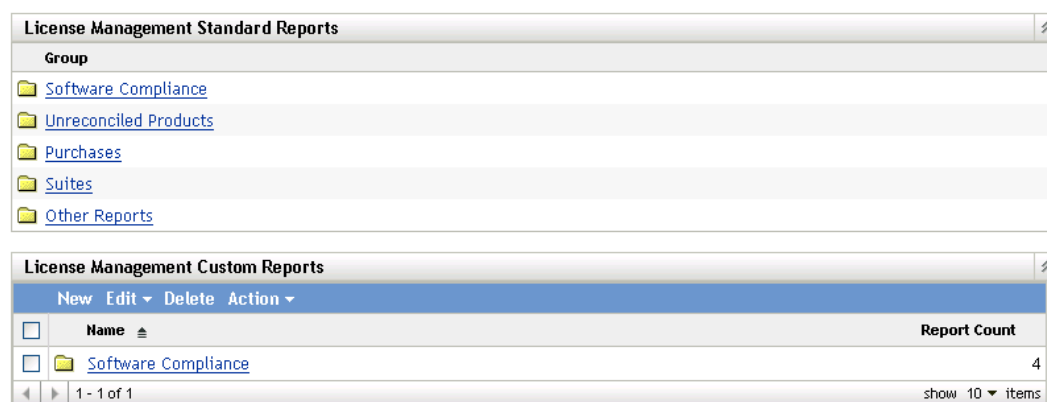 License Management Standard Reports
Group
Software Compliance
Unreconciled Products
Purchases
Suites
Other Reports
License Management Custom Reports
New Edit Delete Action
Name Report Count
Software Compliance 4
1 - 1 of 1 show 10 items